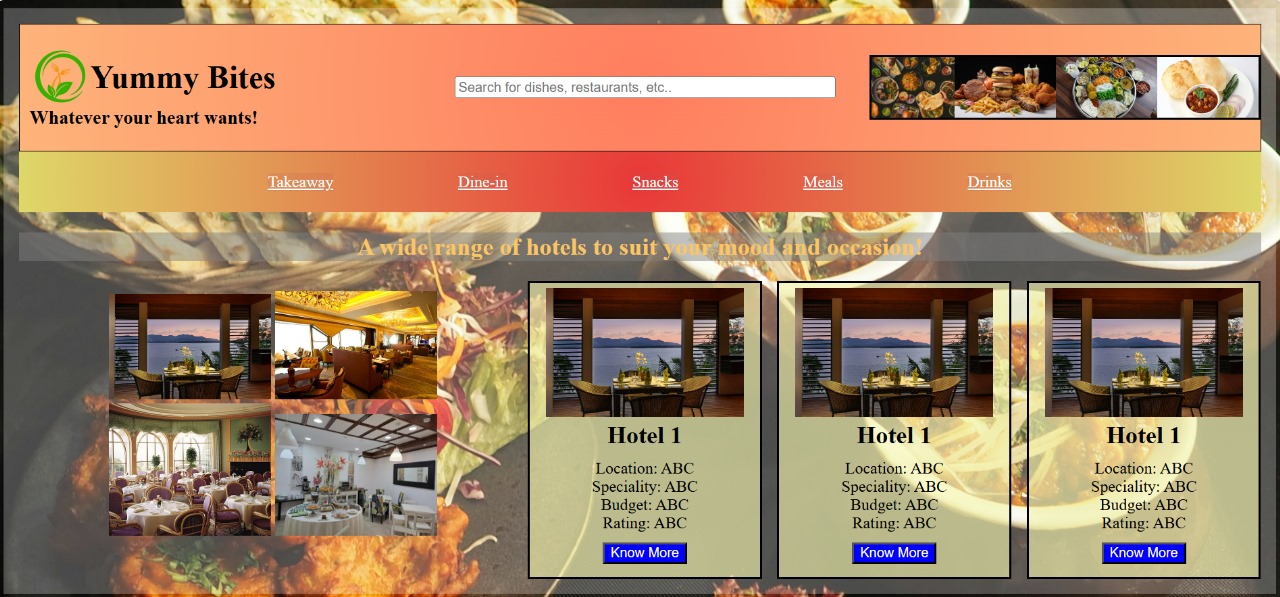 Yummy Bites
Whatever your heart wants!
Search for dishes, restaurants, etc..
Takeaway
Dine-in
Snacks
Meals
Drinks
A wide range of hotels to suit your mood and occasion!
Hotel 1
Location: ABC
Speciality: ABC
Budget: ABC
Rating: ABC
Know More
Hotel 1
Location: ABC
Speciality: ABC
Budget: ABC
Rating: ABC
Know More
Hotel 1
Location: ABC
Speciality: ABC
Budget: ABC
Rating: ABC
Know More